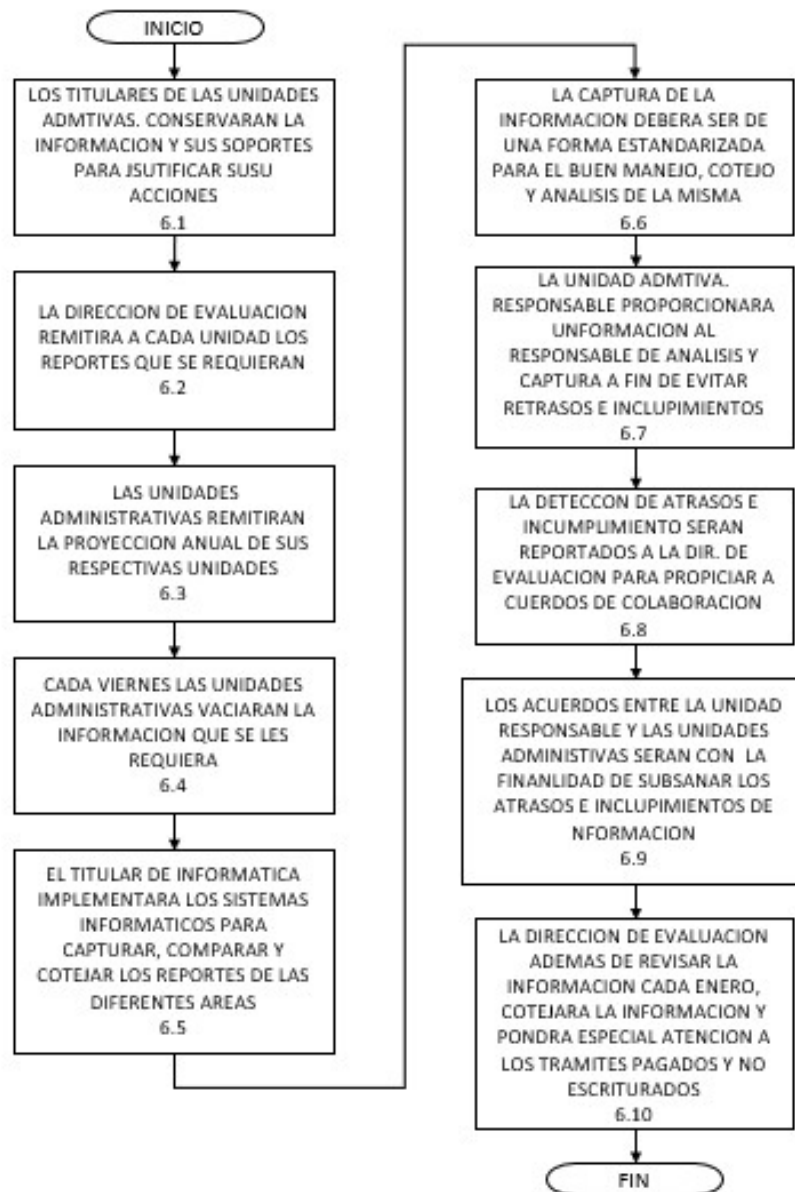 INICIO
LOS TITULARES DE LAS UNIDADES
ADMTIVAS. CONSERVARAN LA
INFORMACION Y SUS SOPORTES
PARA JSUTIFICAR SUSU
ACCIONES
6.1
LA DIRECCION DE EVALUACION
REMITIRA A CADA UNIDAD LOS
REPORTES QUE SE REQUIERAN
6.2
LAS UNIDADES
ADMINISTRATIVAS REMITIRAN
LA PROYECCION ANUAL DE SUS
RESPECTIVAS UNIDADES
6.3
CADA VIERNES LAS UNIDADES
ADMINISTRATIVAS VACIARAN LA
INFORMACION QUE SE LES
REQUIERA
6.4
EL TITULAR DE INFORMATICA
IMPLEMENTARA LOS SISTEMAS
INFORMATICOS PARA
CAPTURAR, COMPARAR Y
COTEJAR LOS REPORTES DE LAS
DIFERENTES AREAS
6.5
LA CAPTURA DE LA
INFORMACION DEBERA SER DE
UNA FORMA ESTANDARIZADA
PARA EL BUEN MANEJO, COTEJO
Y ANALISIS DE LA MISMA
6.6
LA UNIDAD ADMTIVA.
RESPONSABLE PROPORCIONARA
UNFORMACION AL
RESPONSABLE DE ANALISIS Y
CAPTURA A FIN DE EVITAR
RETRASOS E INCLUPIMIENTOS
6.7
LA DETECCON DE ATRASOS E
INCUMPLIMIENTO SERAN
REPORTADOS A LA DIR. DE
EVALUACION PARA PROPICIAR A
CUERDOS DE COLABORACION
6.8
LOS ACUERDOS ENTRE LA UNIDAD
RESPONSABLE Y LAS UNIDADES
ADMINISTIVAS SERAN CON LA
FINANLIDAD DE SUBSANAR LOS
ATRASOS E INCLUPIMIENTOS DE
NFORMACION
6.9
LA DIRECCION DE EVALUACION
ADEMAS DE REVISAR LA
INFORMACION CADA ENERO,
COTEJARA LA INFORMACION Y
PONDRA ESPECIAL ATENCION A
LOS TRAMITES PAGADOS Y NO
ESCRITURADOS
6.10
FIN